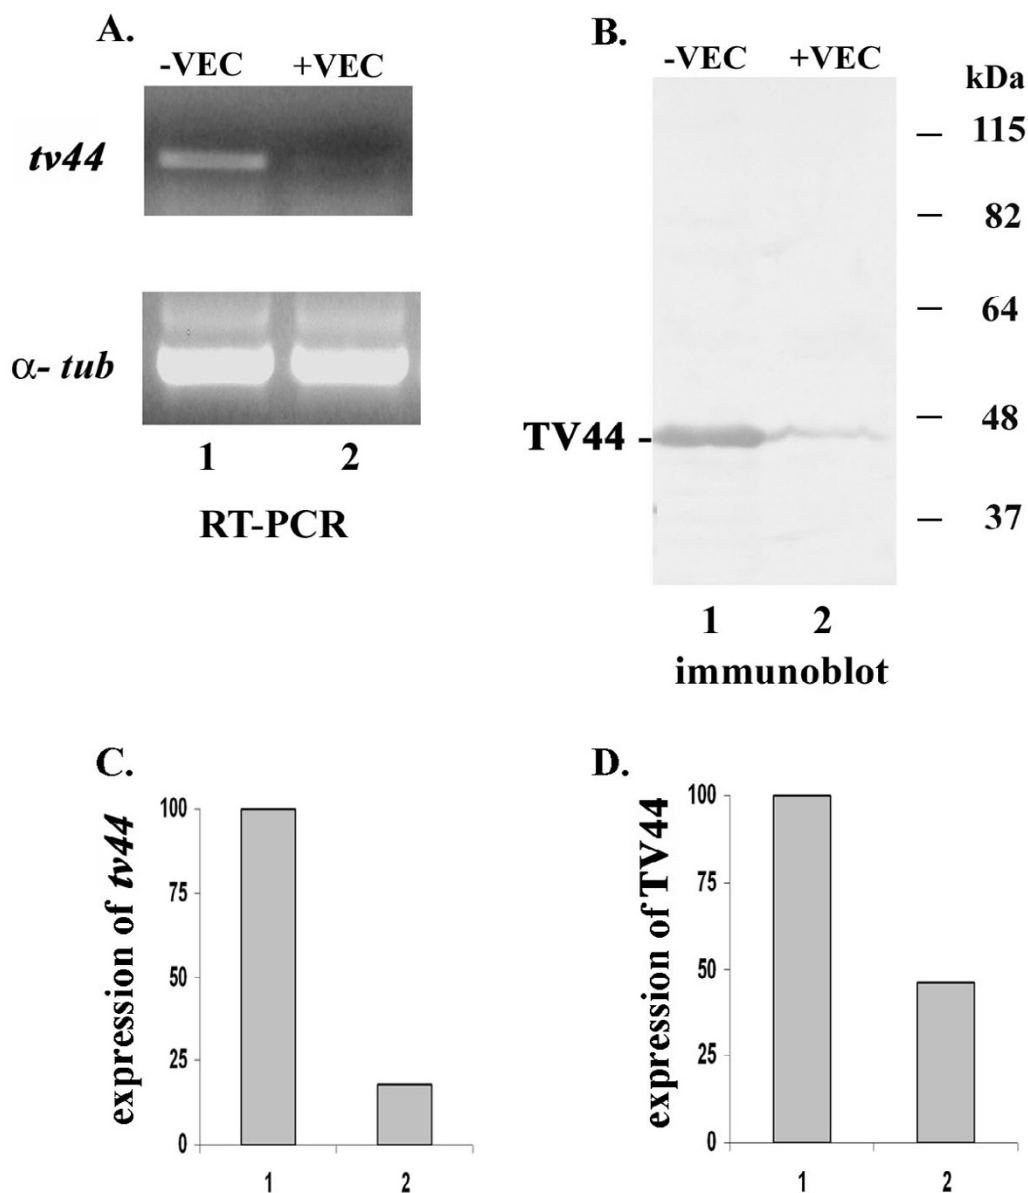 A.
-VEC +VEC
tv44
α- tub
1 2
RT-PCR
B.
-VEC +VEC
kDa
115
82
64
48
TV44 -
37
1 2
immunoblot
C.
expression of tv44
100
75
50
25
0
1 2
D.
expression of TV44
100
75
50
25
0
1 2